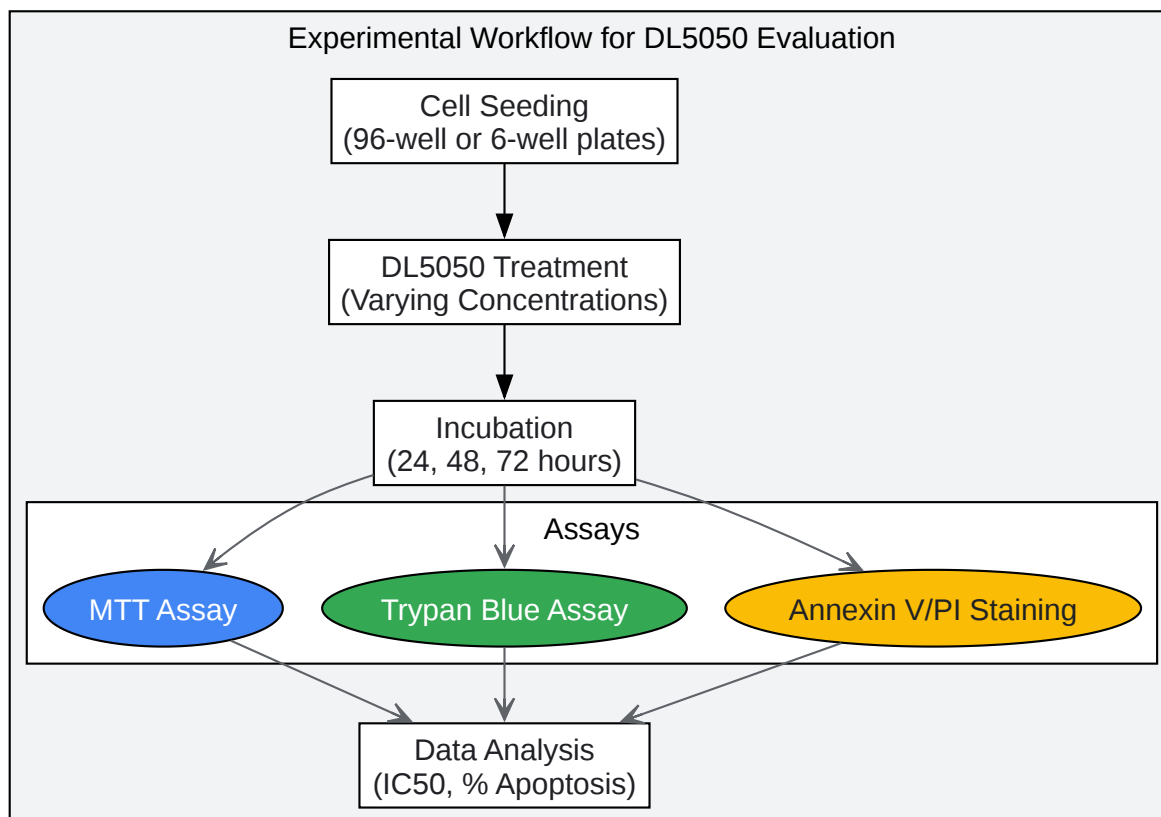 Experimental Workflow for DL5050 Evaluation
Cell Seeding
(96-well or 6-well plates)
DL5050 Treatment
(Varying Concentrations)
Incubation
(24, 48, 72 hours)
Assays
MTT Assay
Trypan Blue Assay
Annexin V/PI Staining
Data Analysis
(IC50, % Apoptosis)